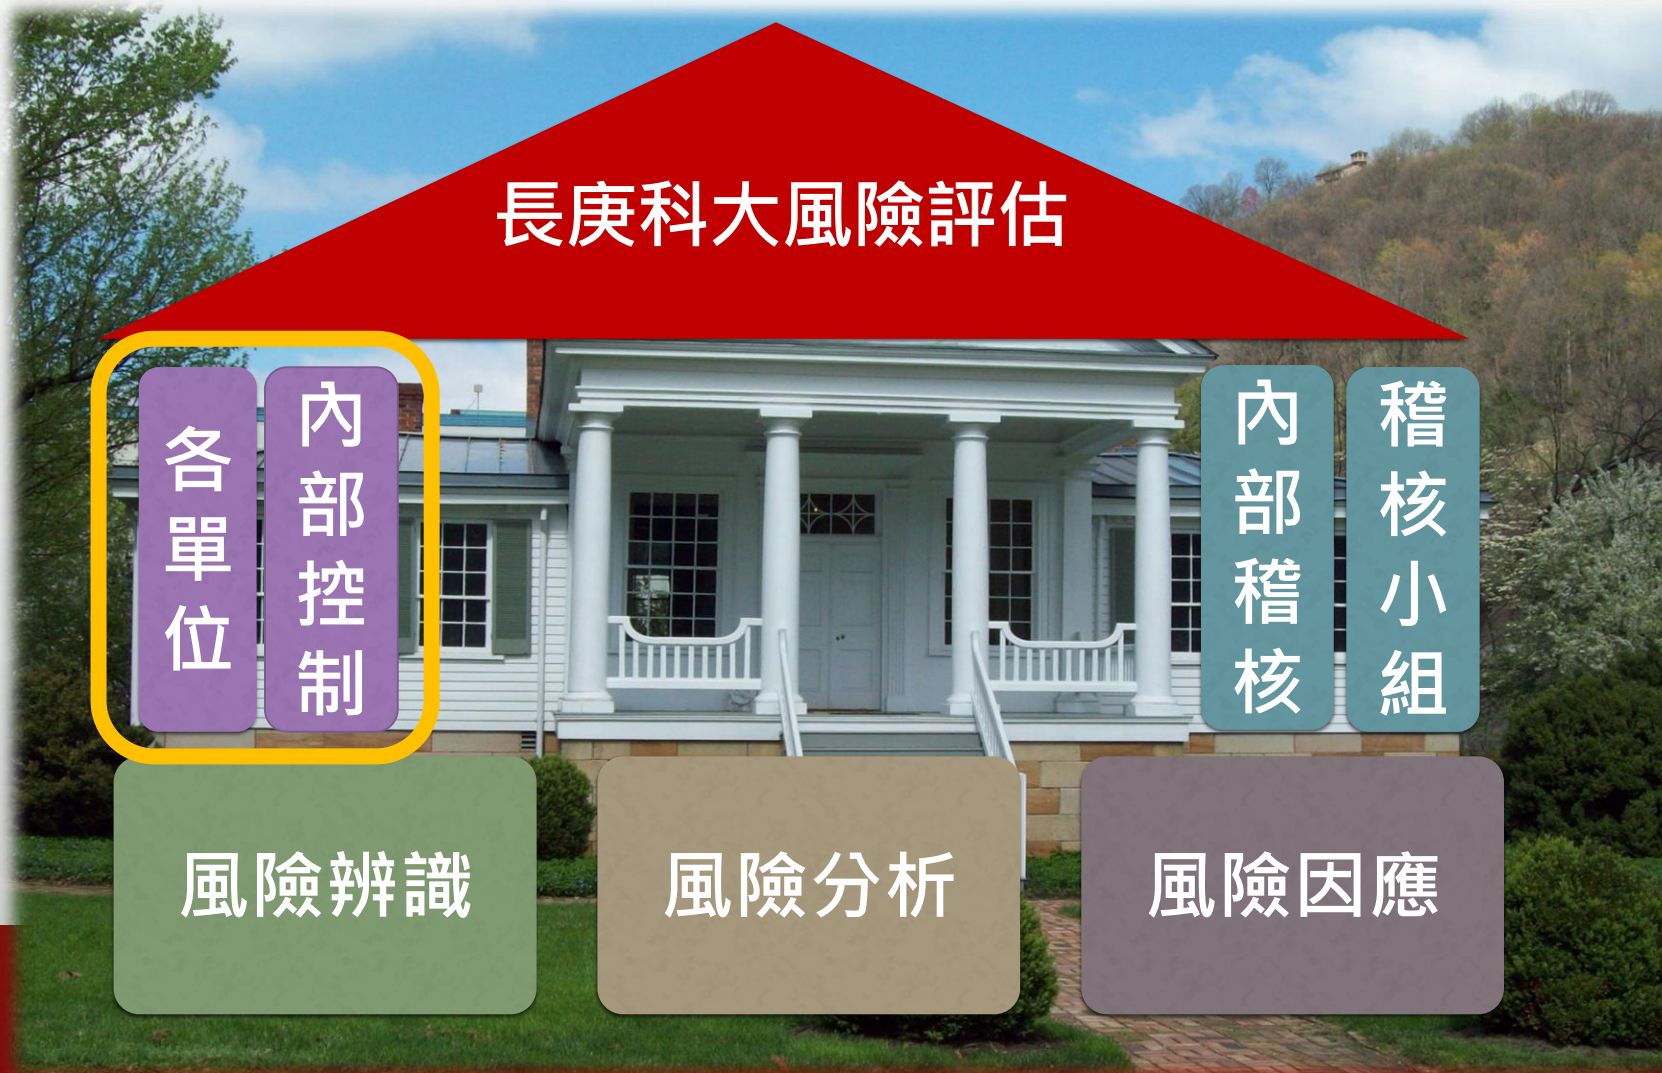 長庚科大風險評估
各單位
內部控制
內部稽核
稽核小組
風險辨識
風險分析
風險因應